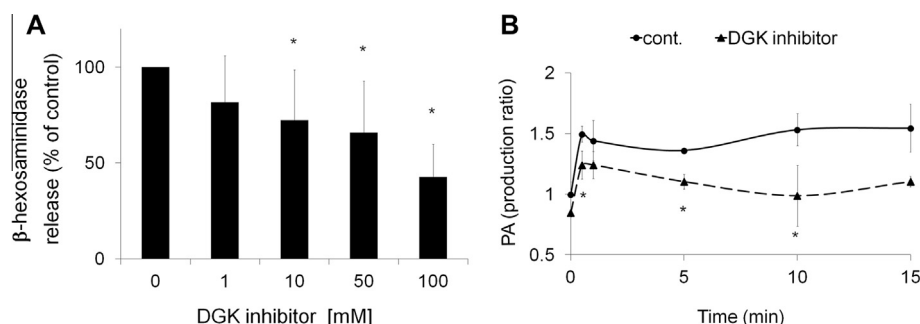 A
β-hexosaminidase
release (% of control)
100
50
0
* * *
0 1 10 50 100
DGK inhibitor [mM]
B
cont. DGK inhibitor
PA (production ratio)
2
1.5
1
0.5
* * *
0 5 10 15
Time (min)